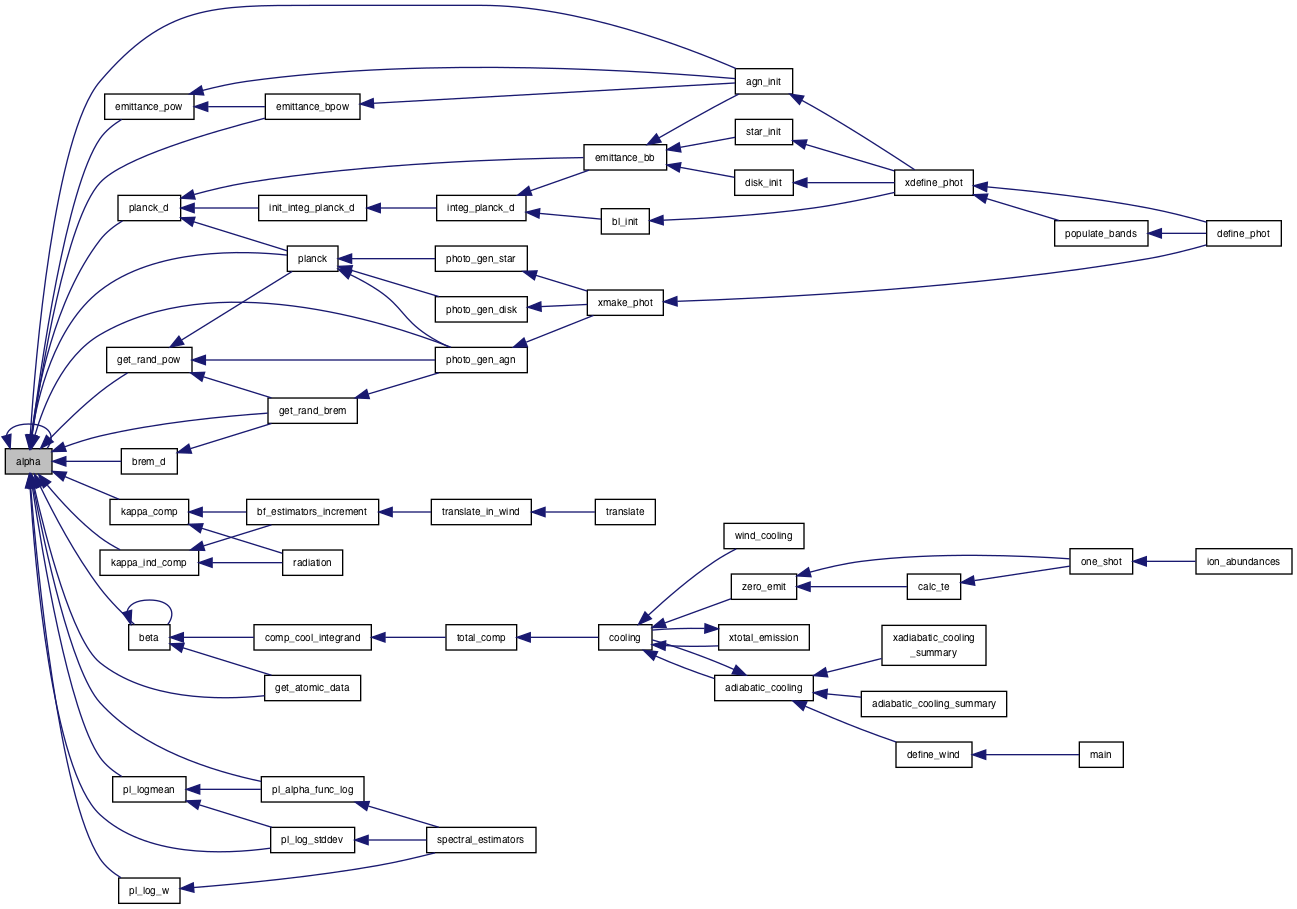 agn_init
emittance_pow
emittance_bpow
star_init
emittance_bb
disk_init
xdefine_phot
planck_d
init_integ_planck_d
integ_planck_d
bl_init
populate_bands
define_phot
planck
photo_gen_star
xmake_phot
photo_gen_disk
get_rand_pow
photo_gen_agn
get_rand_brem
alpha
brem_d
kappa_comp
bf_estimators_increment
translate_in_wind
translate
wind_cooling
kappa_ind_comp
radiation
one_shot
ion_abundances
zero_emit
calc_te
beta
comp_cool_integrand
total_comp
cooling
xtotal_emission
xadiabatic_cooling
_summary
get_atomic_data
adiabatic_cooling
adiabatic_cooling_summary
define_wind
main
pl_logmean
pl_alpha_func_log
pl_log_stddev
spectral_estimators
pl_log_w